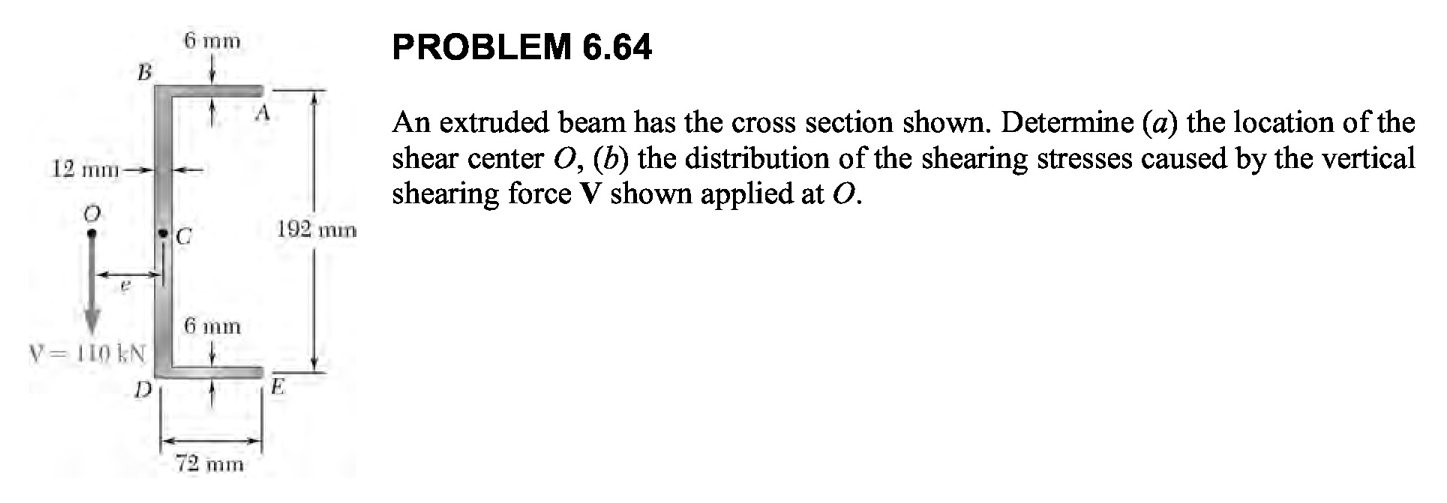 6 mm
B
A
12 mm
O
C
192 mm
e
6 mm
V = 110 kN
D
E
72 mm
PROBLEM 6.64
An extruded beam has the cross section shown. Determine (a) the location of the
shear center O, (b) the distribution of the shearing stresses caused by the vertical
shearing force V shown applied at O.